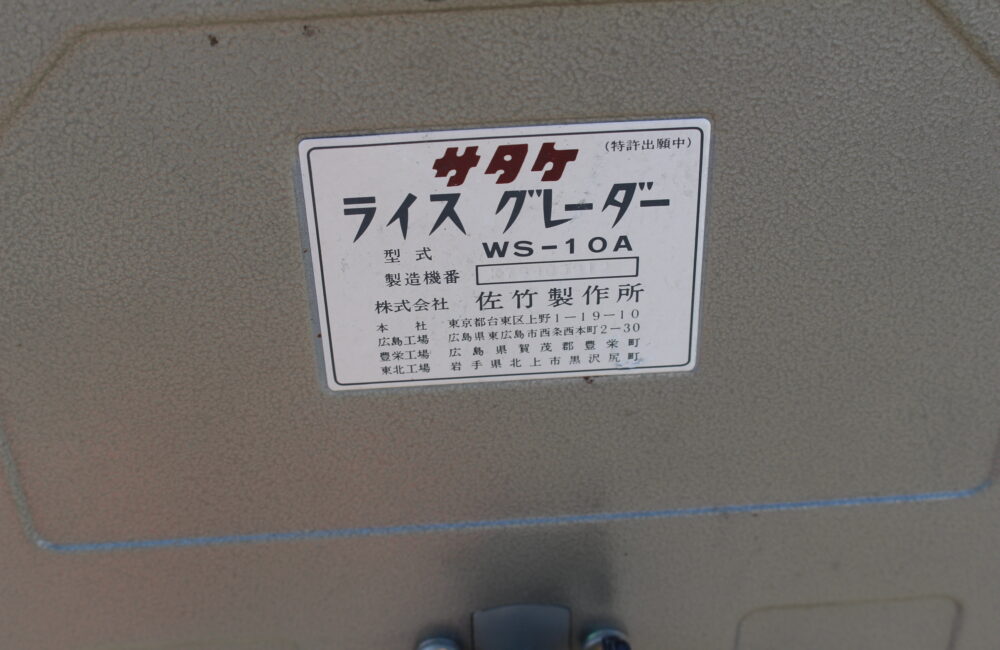 サタケ (特許出願中)
ライス グレーダー
型式 WS-10A
製造機番
株式会社 佐竹製作所
本社 東京都台東区上野1-19-10
広島工場 広島県東広島市西条西本町2-30
豊栄工場 広島県賀茂郡豊栄町
東北工場 岩手県北上市黒沢尻町